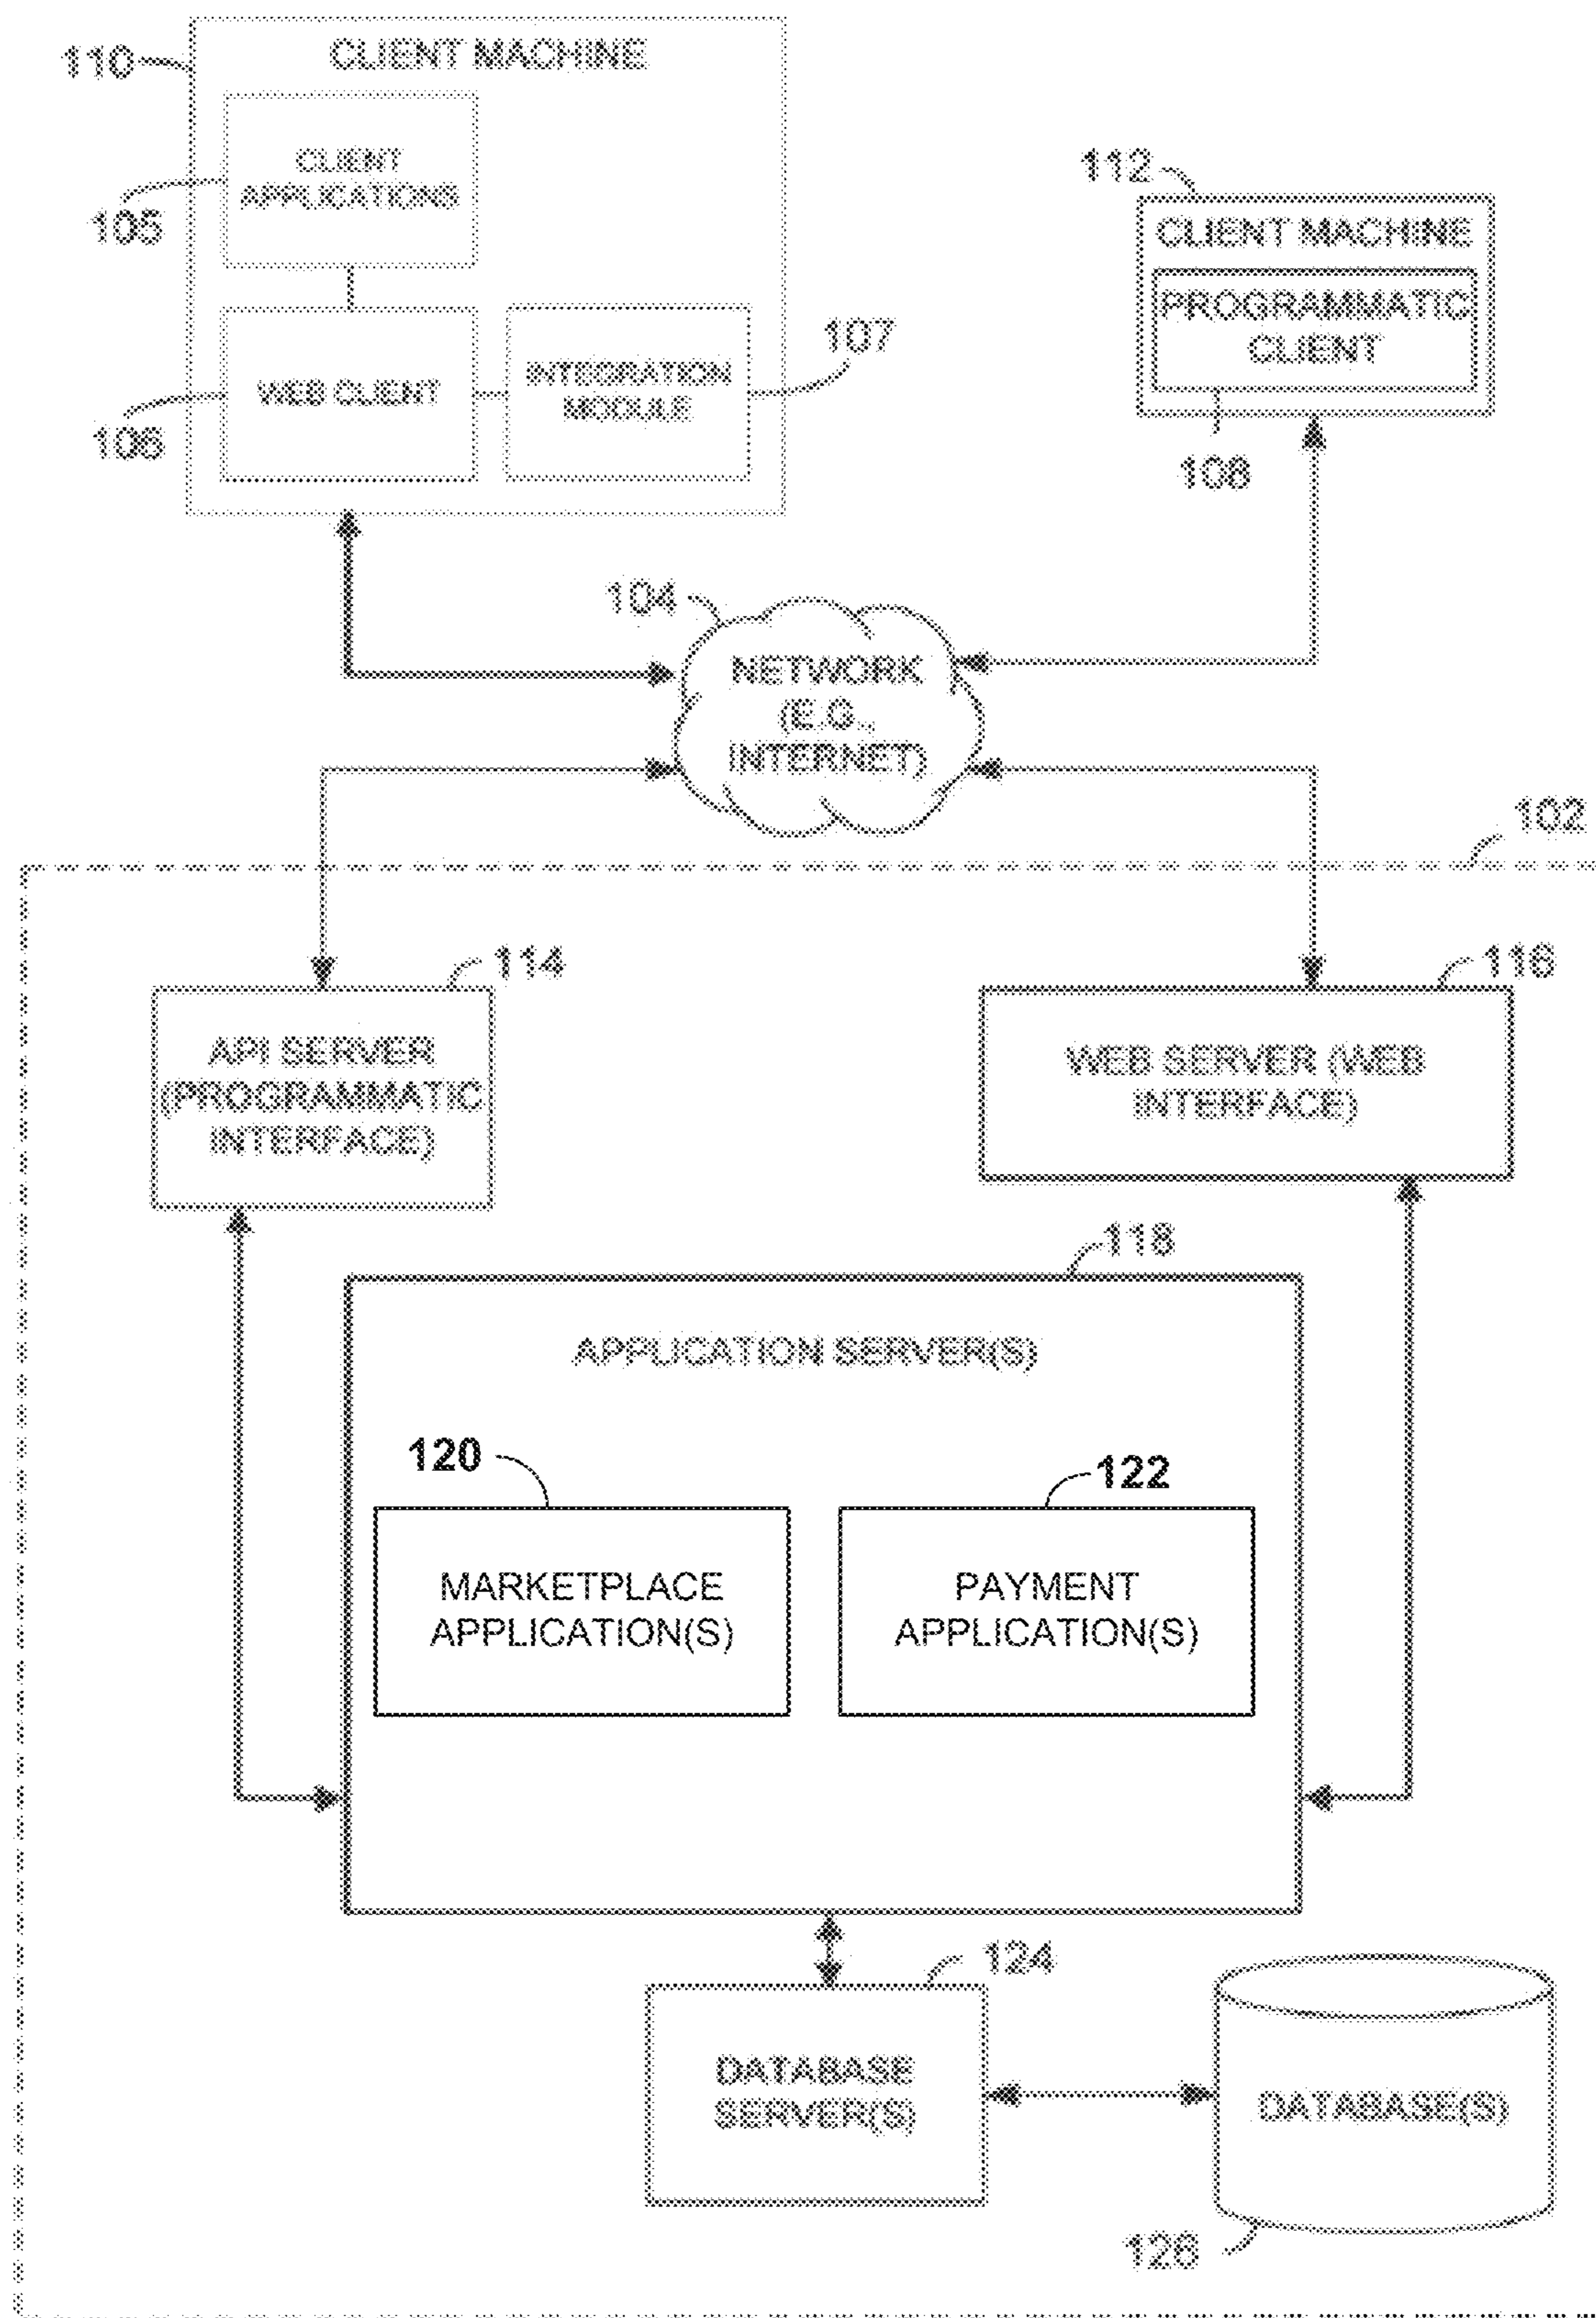 110
CLIENT MACHINE
CLIENT
APPLICATIONS
105
WEB CLIENT
106
INTEGRATION
MODULE
107
112
CLIENT MACHINE
PROGRAMMATIC
CLIENT
108
104
NETWORK
(E.G.,
INTERNET)
102
114
API SERVER
(PROGRAMMATIC
INTERFACE)
116
WEB SERVER (WEB
INTERFACE)
118
APPLICATION SERVER(S)
120
MARKETPLACE
APPLICATION(S)
122
PAYMENT
APPLICATION(S)
124
DATABASE
SERVER(S)
DATABASE(S)
126